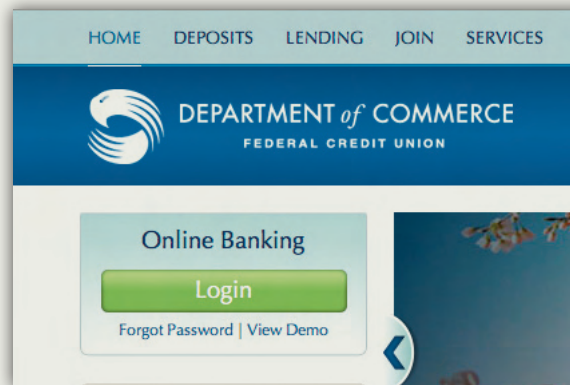 HOME DEPOSITS LENDING JOIN SERVICES
DEPARTMENT of COMMERCE
FEDERAL CREDIT UNION
Online Banking
Login
Forgot Password | View Demo